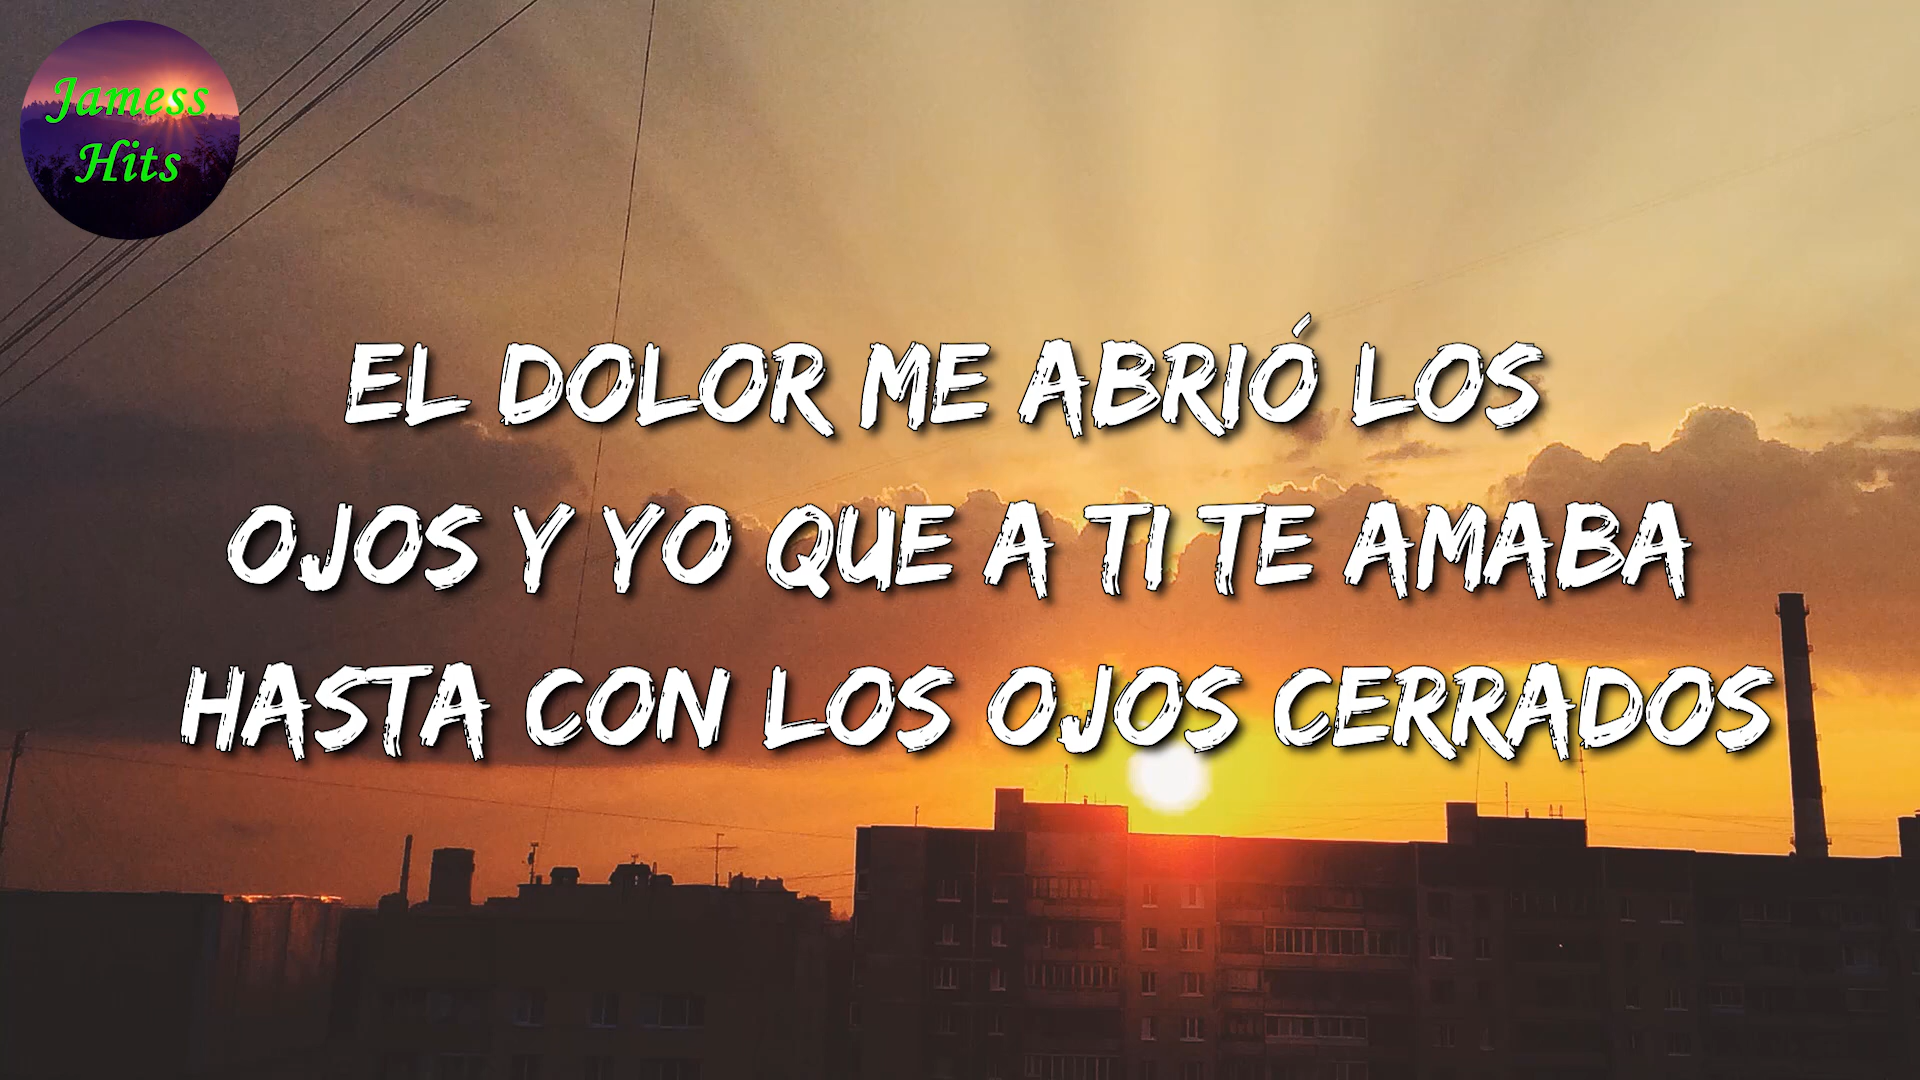 Jamess
Hits
EL DOLOR ME ABRIÓ LOS
OJOS Y YO QUE A TI TE AMABA
HASTA CON LOS OJOS CERRADOS